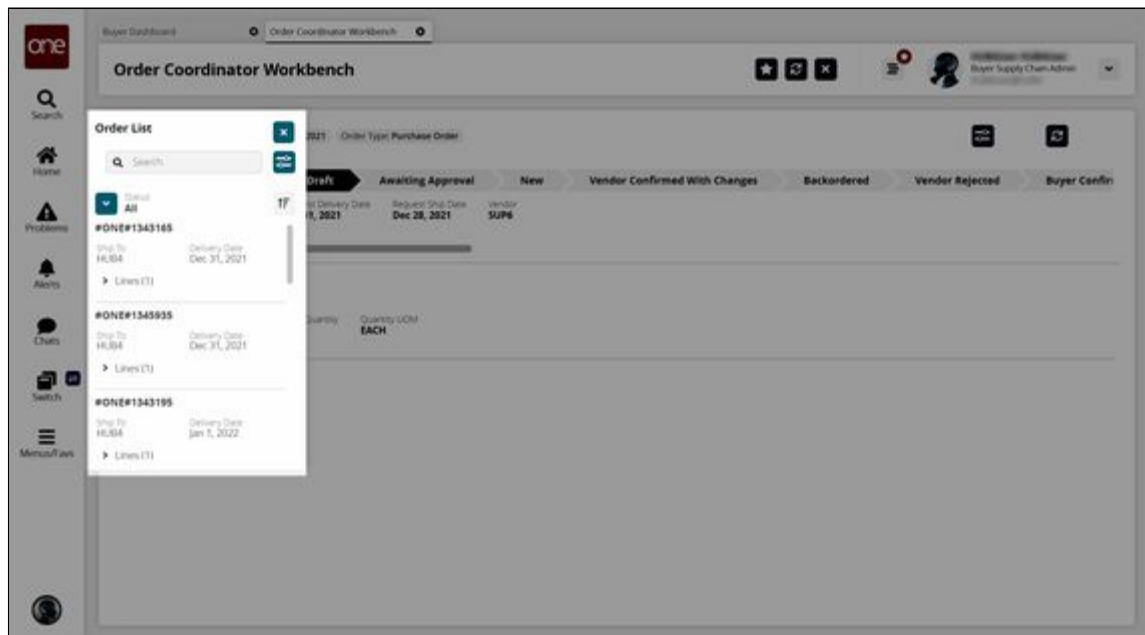 one
Buyer Dashboard
Order Coordinator Workbench
Order Coordinator Workbench
Buyer Supply Chain Admin
Search
Home
Problems
Alerts
Chats
Switch
Menus/Favs
Order List
Search
Status
All
#ONE#1343165
Ship To Delivery Date
HUB4 Dec 31, 2021
Lines (1)
#ONE#1345935
Ship To Delivery Date
HUB4 Dec 31, 2021
Lines (1)
#ONE#1343195
Ship To Delivery Date
HUB4 Jan 1, 2022
Lines (1)
2021 Order Type: Purchase Order
Draft Awaiting Approval New Vendor Confirmed With Changes Backordered Vendor Rejected Buyer Confir
Delivery Date Request Ship Date Vendor
, 2021 Dec 28, 2021 SUP6
Quantity Quantity UOM
EACH